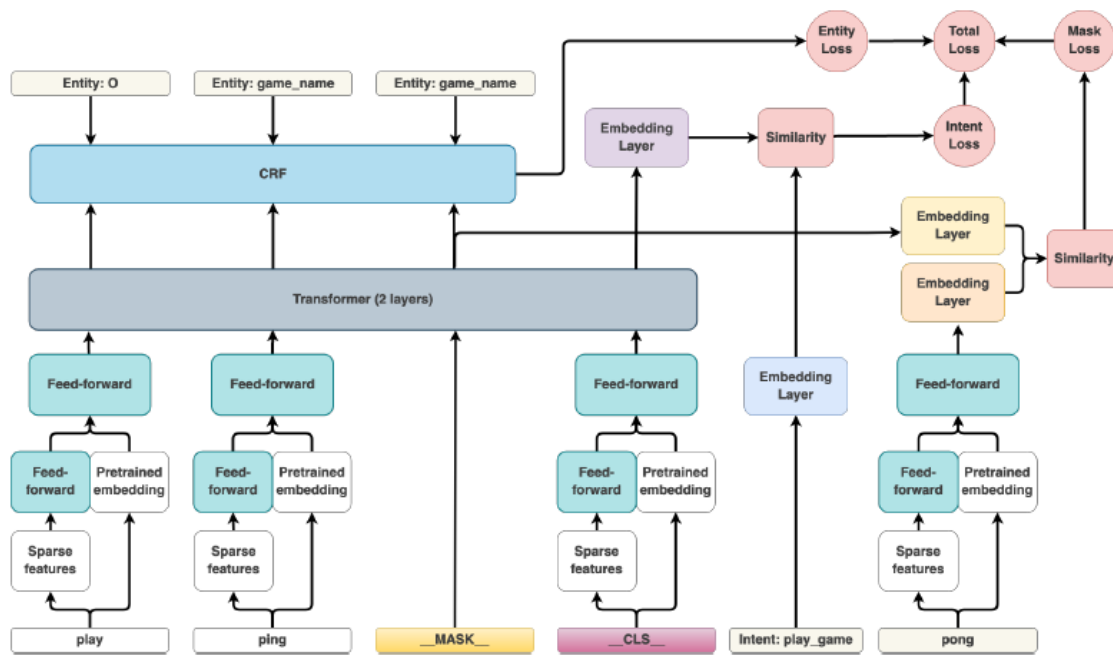 Entity
Loss
Total
Loss
Mask
Loss
Entity: O
Entity: game_name
Entity: game_name
Embedding
Layer
Similarity
Intent
Loss
CRF
Embedding
Layer
Similarity
Embedding
Layer
Transformer (2 layers)
Feed-forward
Feed-forward
Feed-forward
Embedding
Layer
Feed-forward
Feed-
forward
Pretrained
embedding
Feed-
forward
Pretrained
embedding
Feed-
forward
Pretrained
embedding
Feed-
forward
Pretrained
embedding
Sparse
features
Sparse
features
Sparse
features
Sparse
features
play
ping
__MASK__
__CLS__
Intent: play_game
pong